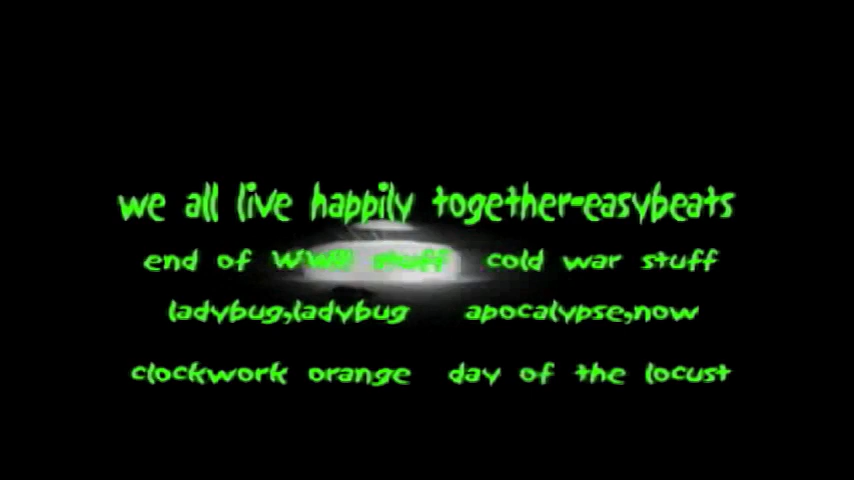 we all live happily together-easybeats
end of WWII stuff cold war stuff
ladybug,ladybug apocalypse,now
clockwork orange day of the locust